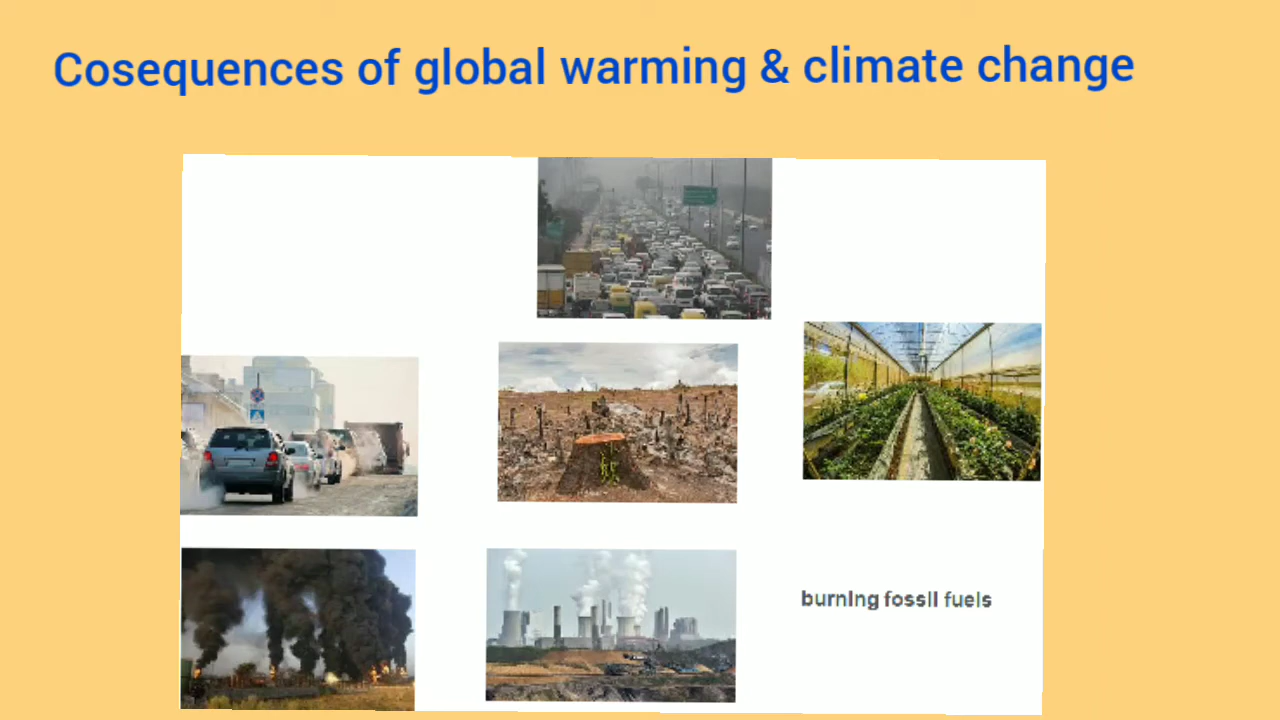 Cosequences of global warming & climate change
burning fossil fuels